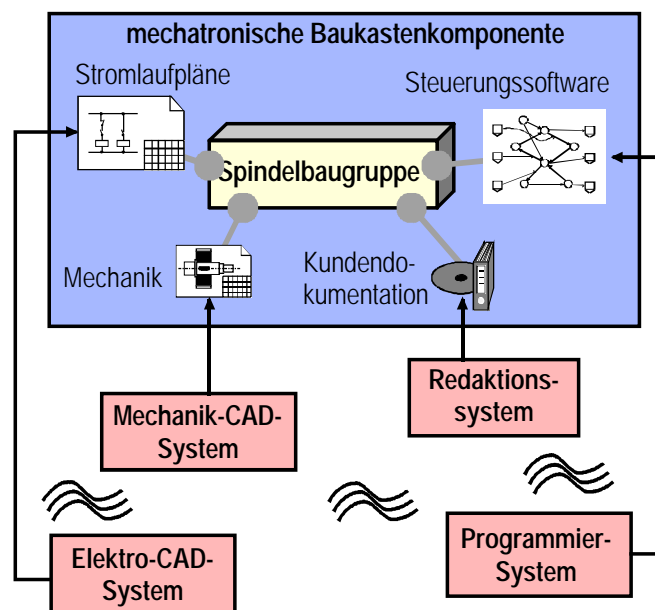 mechatronische Baukastenkomponente
Stromlaufpläne
Steuerungssoftware
Spindelbaugruppe
Mechanik
Kundendo-
kumentation
Mechanik-CAD-
System
Redaktions-
system
Elektro-CAD-
System
Programmier-
System